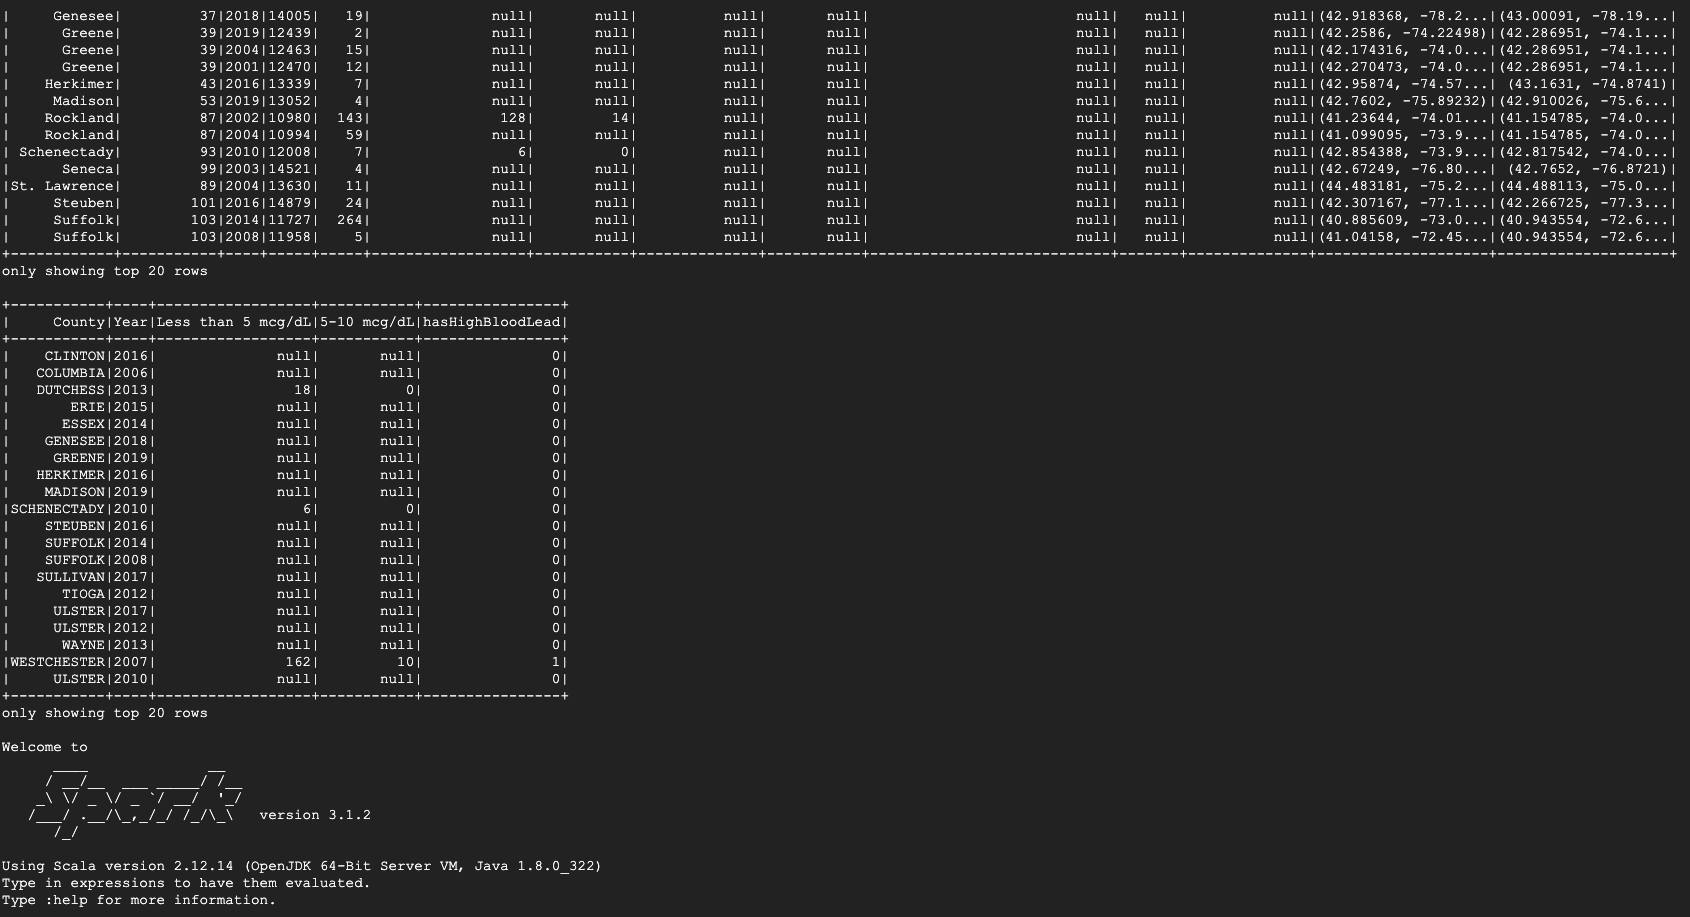 |     Genesee|         37|2018|14005|   19|              null|       null|          null|       null|                        null|   null|          null|(42.918368, -78.2...|(43.00091, -78.19...|
|      Greene|         39|2019|12439|    2|              null|       null|          null|       null|                        null|   null|          null|(42.2586, -74.22498)|(42.286951, -74.1...|
|      Greene|         39|2004|12463|   15|              null|       null|          null|       null|                        null|   null|          null|(42.174316, -74.0...|(42.286951, -74.1...|
|      Greene|         39|2001|12470|   12|              null|       null|          null|       null|                        null|   null|          null|(42.270473, -74.0...|(42.286951, -74.1...|
|    Herkimer|         43|2016|13339|    7|              null|       null|          null|       null|                        null|   null|          null|(42.95874, -74.57...| (43.1631, -74.8741)|
|     Madison|         53|2019|13052|    4|              null|       null|          null|       null|                        null|   null|          null|(42.7602, -75.89232)|(42.910026, -75.6...|
|    Rockland|         87|2002|10980|  143|               128|         14|          null|       null|                        null|   null|          null|(41.23644, -74.01...|(41.154785, -74.0...|
|    Rockland|         87|2004|10994|   59|              null|       null|          null|       null|                        null|   null|          null|(41.099095, -73.9...|(41.154785, -74.0...|
| Schenectady|         93|2010|12008|    7|                 6|          0|          null|       null|                        null|   null|          null|(42.854388, -73.9...|(42.817542, -74.0...|
|      Seneca|         99|2003|14521|    4|              null|       null|          null|       null|                        null|   null|          null|(42.67249, -76.80...| (42.7652, -76.8721)|
|St. Lawrence|         89|2004|13630|   11|              null|       null|          null|       null|                        null|   null|          null|(44.483181, -75.2...|(44.488113, -75.0...|
|     Steuben|        101|2016|14879|   24|              null|       null|          null|       null|                        null|   null|          null|(42.307167, -77.1...|(42.266725, -77.3...|
|     Suffolk|        103|2014|11727|  264|              null|       null|          null|       null|                        null|   null|          null|(40.885609, -73.0...|(40.943554, -72.6...|
|     Suffolk|        103|2008|11958|    5|              null|       null|          null|       null|                        null|   null|          null|(41.04158, -72.45...|(40.943554, -72.6...|
+------------+-----------+----+-----+-----+------------------+-----------+--------------+-----------+----------------------------+-------+--------------+--------------------+--------------------+
only showing top 20 rows
+-----------+----+------------------+-----------+----------------+
|     County|Year|Less than 5 mcg/dL|5-10 mcg/dL|hasHighBloodLead|
+-----------+----+------------------+-----------+----------------+
|    CLINTON|2016|              null|       null|               0|
|   COLUMBIA|2006|              null|       null|               0|
|   DUTCHESS|2013|                18|          0|               0|
|       ERIE|2015|              null|       null|               0|
|      ESSEX|2014|              null|       null|               0|
|    GENESEE|2018|              null|       null|               0|
|     GREENE|2019|              null|       null|               0|
|   HERKIMER|2016|              null|       null|               0|
|    MADISON|2019|              null|       null|               0|
|SCHENECTADY|2010|                 6|          0|               0|
|    STEUBEN|2016|              null|       null|               0|
|    SUFFOLK|2014|              null|       null|               0|
|    SUFFOLK|2008|              null|       null|               0|
|   SULLIVAN|2017|              null|       null|               0|
|      TIOGA|2012|              null|       null|               0|
|     ULSTER|2017|              null|       null|               0|
|     ULSTER|2012|              null|       null|               0|
|      WAYNE|2013|              null|       null|               0|
|WESTCHESTER|2007|               162|         10|               1|
|     ULSTER|2010|              null|       null|               0|
+-----------+----+------------------+-----------+----------------+
only showing top 20 rows
Welcome to
      ____              __
     / __/__  ___ _____/ /__
    _\ \/ _ \/ _ `/ __/  '_/
   /___/ .__/\_,_/_/ /_/\_\   version 3.1.2
      /_/
Using Scala version 2.12.14 (OpenJDK 64-Bit Server VM, Java 1.8.0_322)
Type in expressions to have them evaluated.
Type :help for more information.